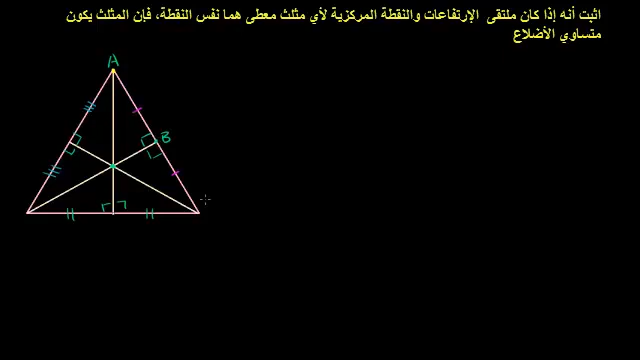 اثبت أنه إذا كان ملتقى الإرتفاعات والنقطة المركزية لأي مثلث معطى هما نفس النقطة، فإن المثلث يكون
متساوي الأضلاع
A
B